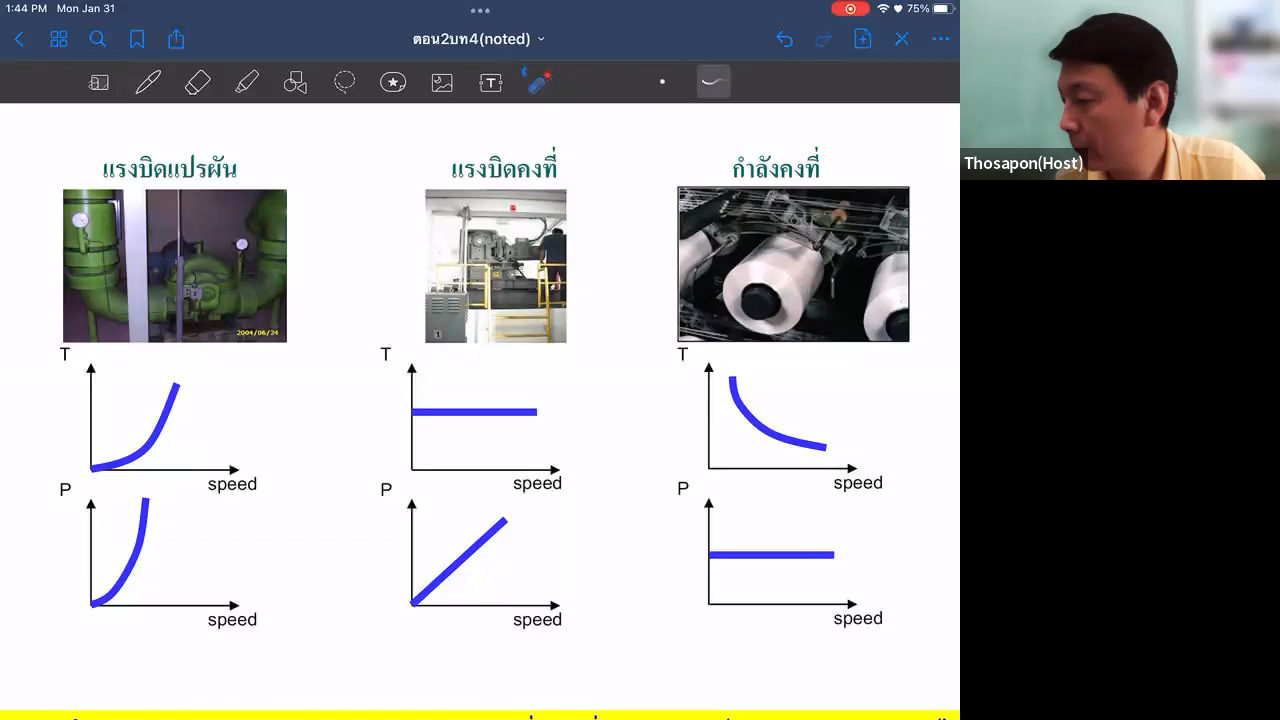 1:44 PM Mon Jan 31
75%
ตอน2บท4(noted)
T
Thosapon(Host)
แรงบิดแปรผัน
แรงบิดคงที่
กำลังคงที่
2004/06/24
1
T
T
T
speed
speed
speed
P
P
P
speed
speed
speed